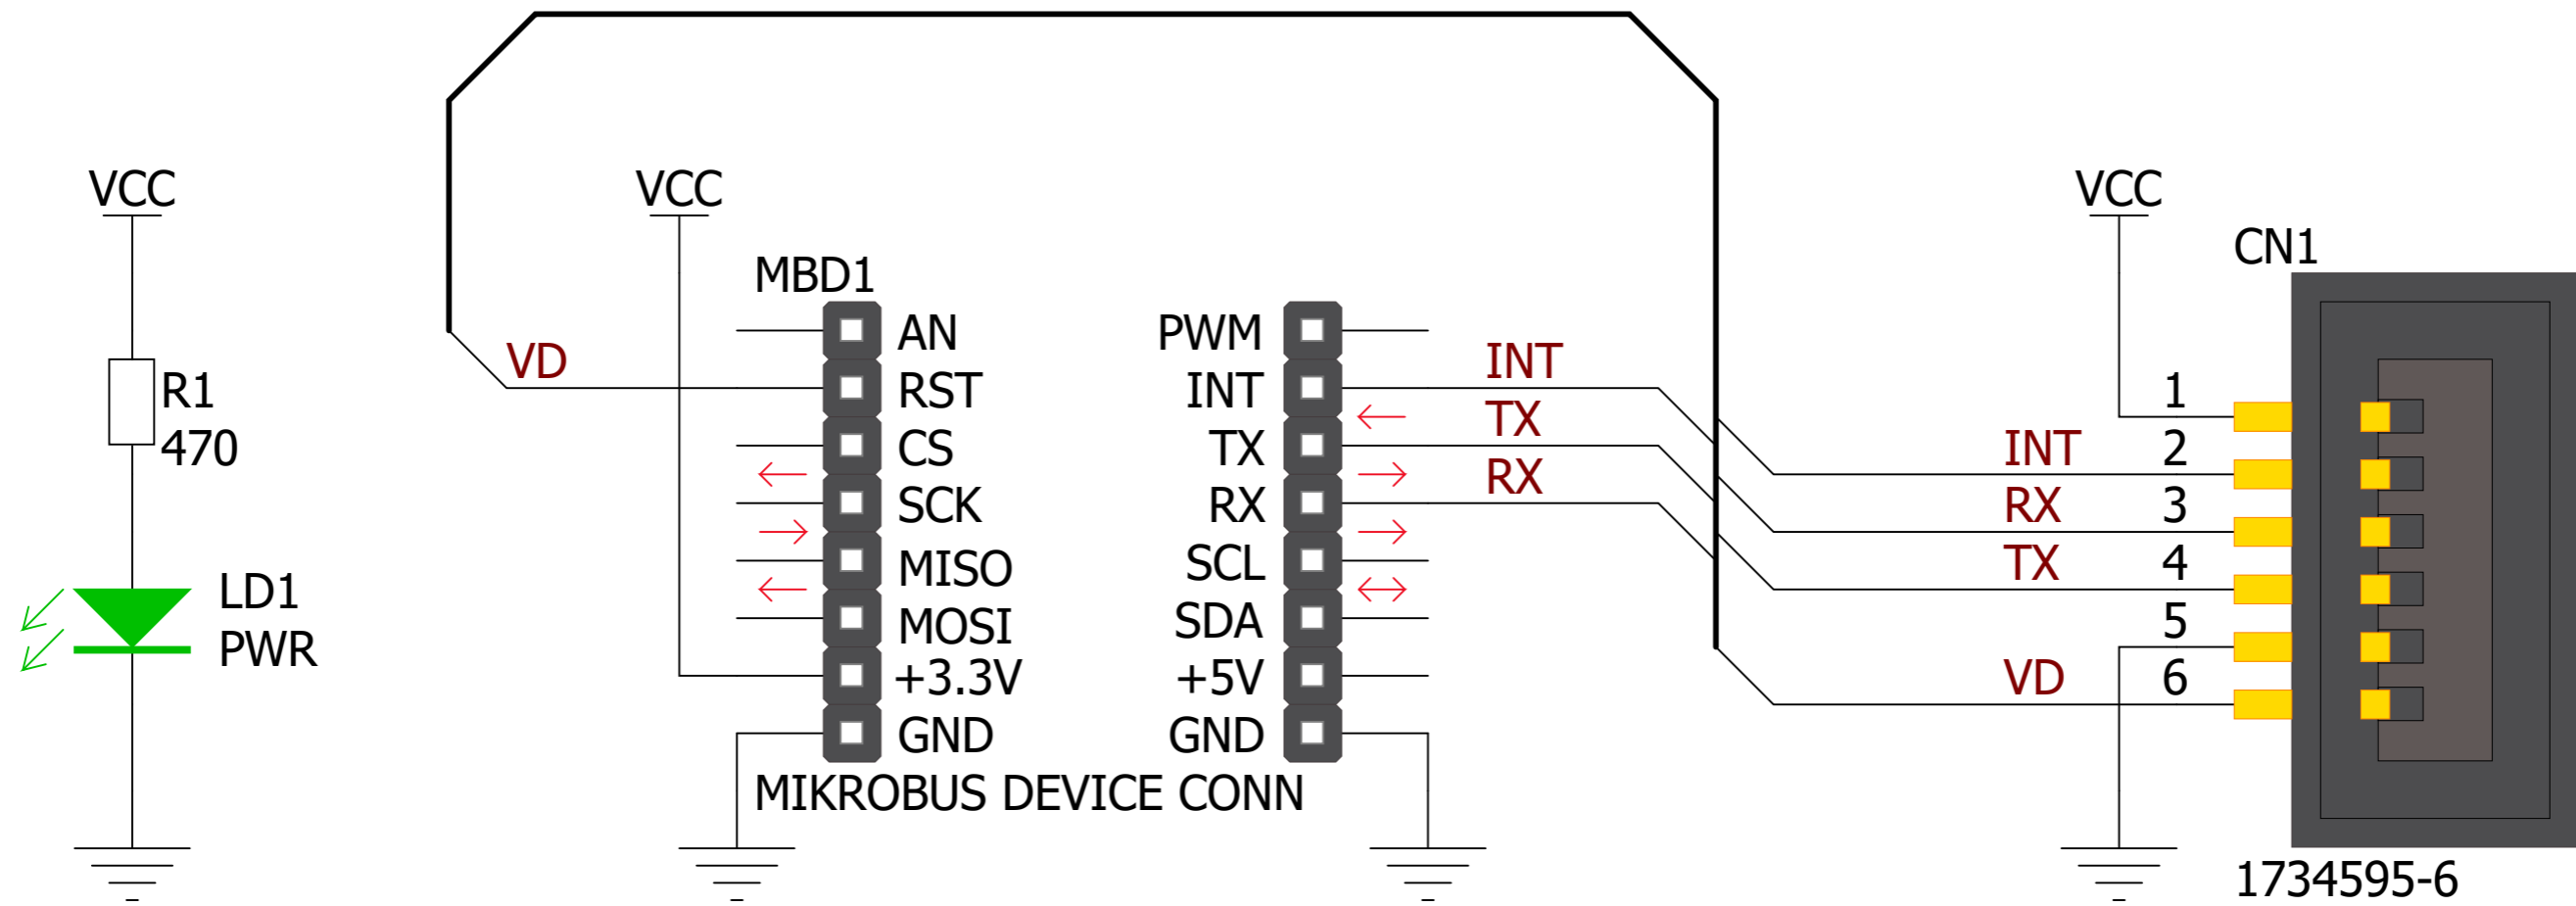 VCC
R1
470
LD1
PWR
VD
VCC
MBD1
AN
RST
CS
SCK
MISO
MOSI
+3.3V
GND
PWM
INT
TX
RX
SCL
SDA
+5V
GND
MIKROBUS DEVICE CONN
INT
TX
RX
VCC
CN1
1
INT 2
RX 3
TX 4
5
VD 6
1734595-6